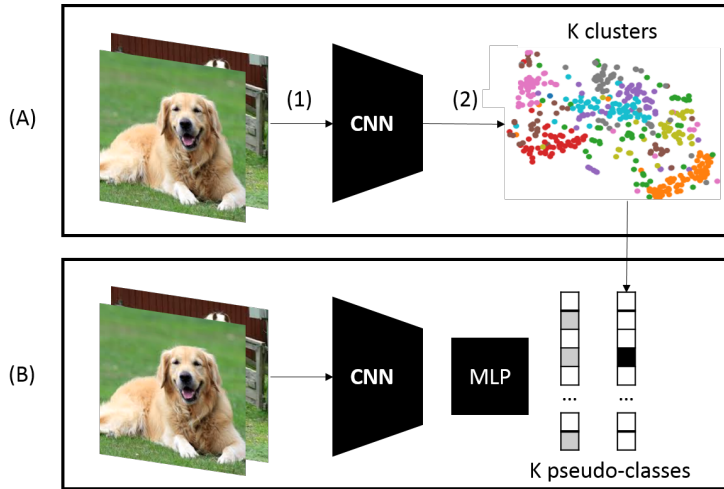 K clusters
(1)
(2)
(A)
CNN
(B)
CNN
MLP
... ...
K pseudo-classes